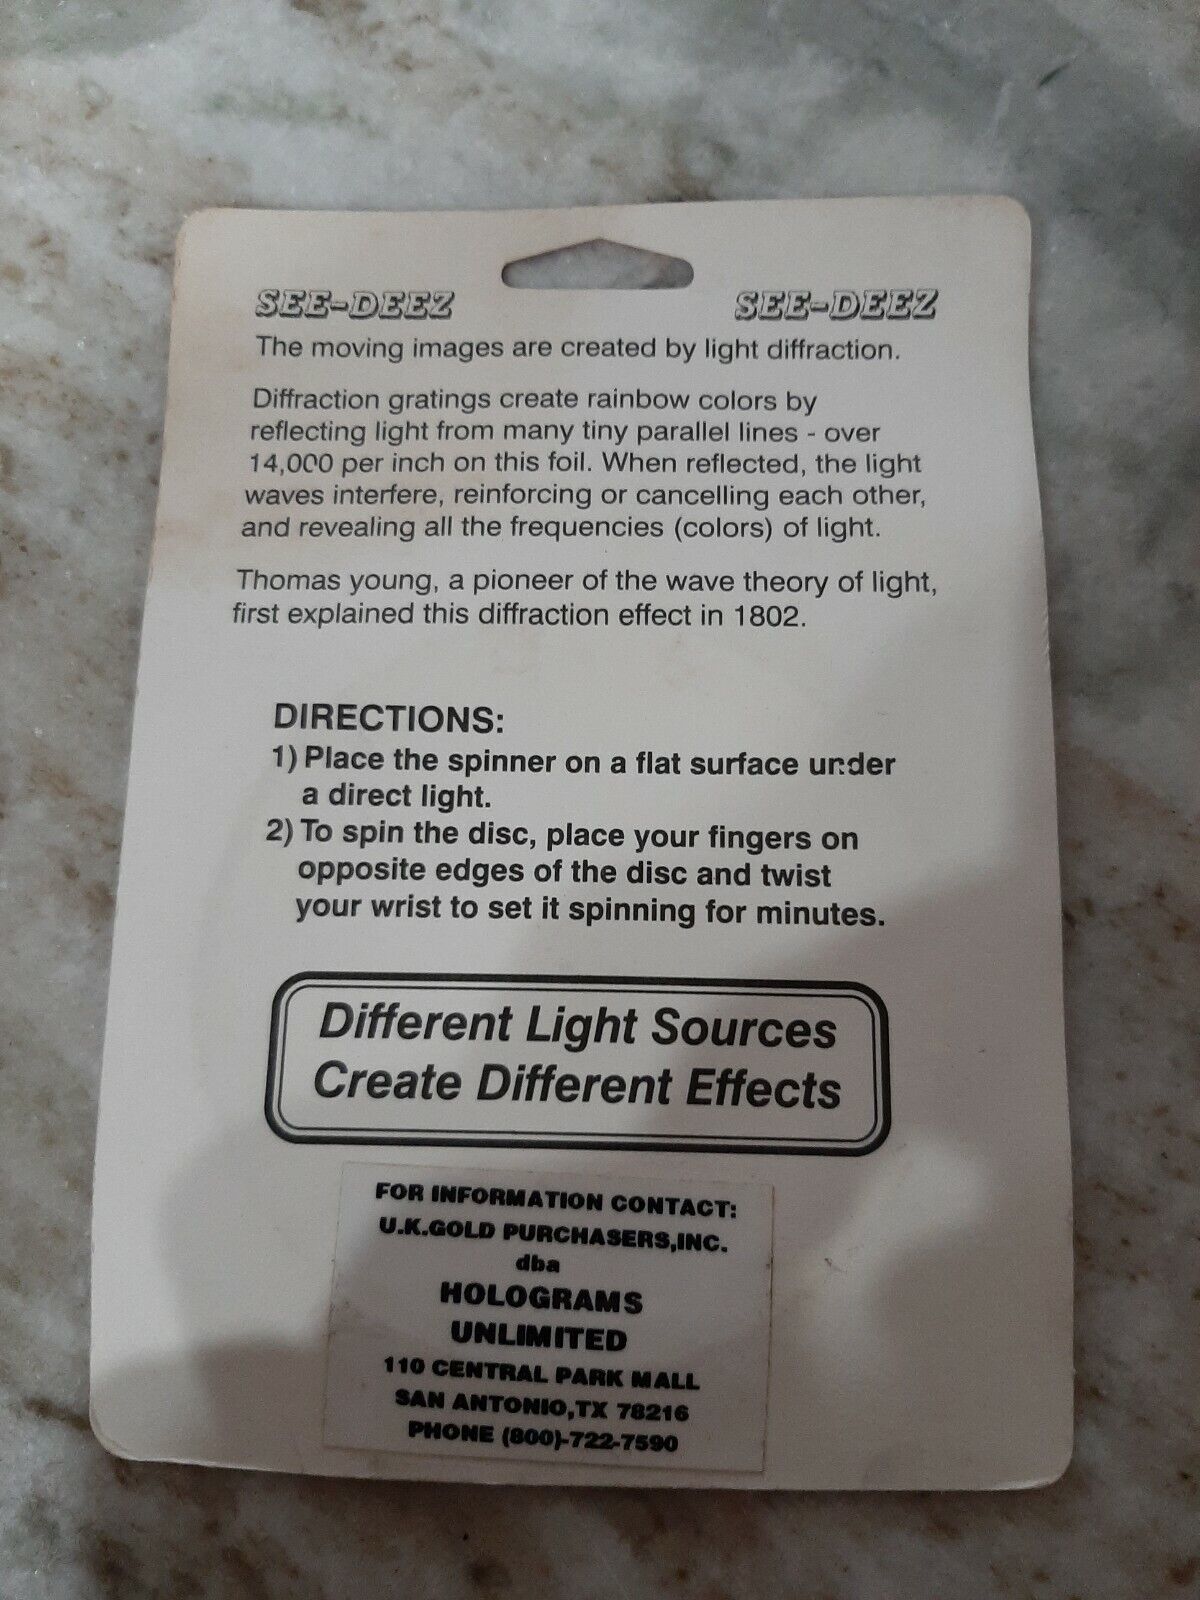 SEE-DEEZ SEE-DEEZ
The moving images are created by light diffraction.
Diffraction gratings create rainbow colors by
reflecting light from many tiny parallel lines - over
14,000 per inch on this foil. When reflected, the light
waves interfere, reinforcing or cancelling each other,
and revealing all the frequencies (colors) of light.
Thomas young, a pioneer of the wave theory of light,
first explained this diffraction effect in 1802.
DIRECTIONS:
1) Place the spinner on a flat surface under
a direct light.
2) To spin the disc, place your fingers on
opposite edges of the disc and twist
your wrist to set it spinning for minutes.
Different Light Sources
Create Different Effects
FOR INFORMATION CONTACT:
U.K.GOLD PURCHASERS,INC.
dba
HOLOGRAMS
UNLIMITED
110 CENTRAL PARK MALL
SAN ANTONIO,TX 78216
PHONE (800)-722-7590